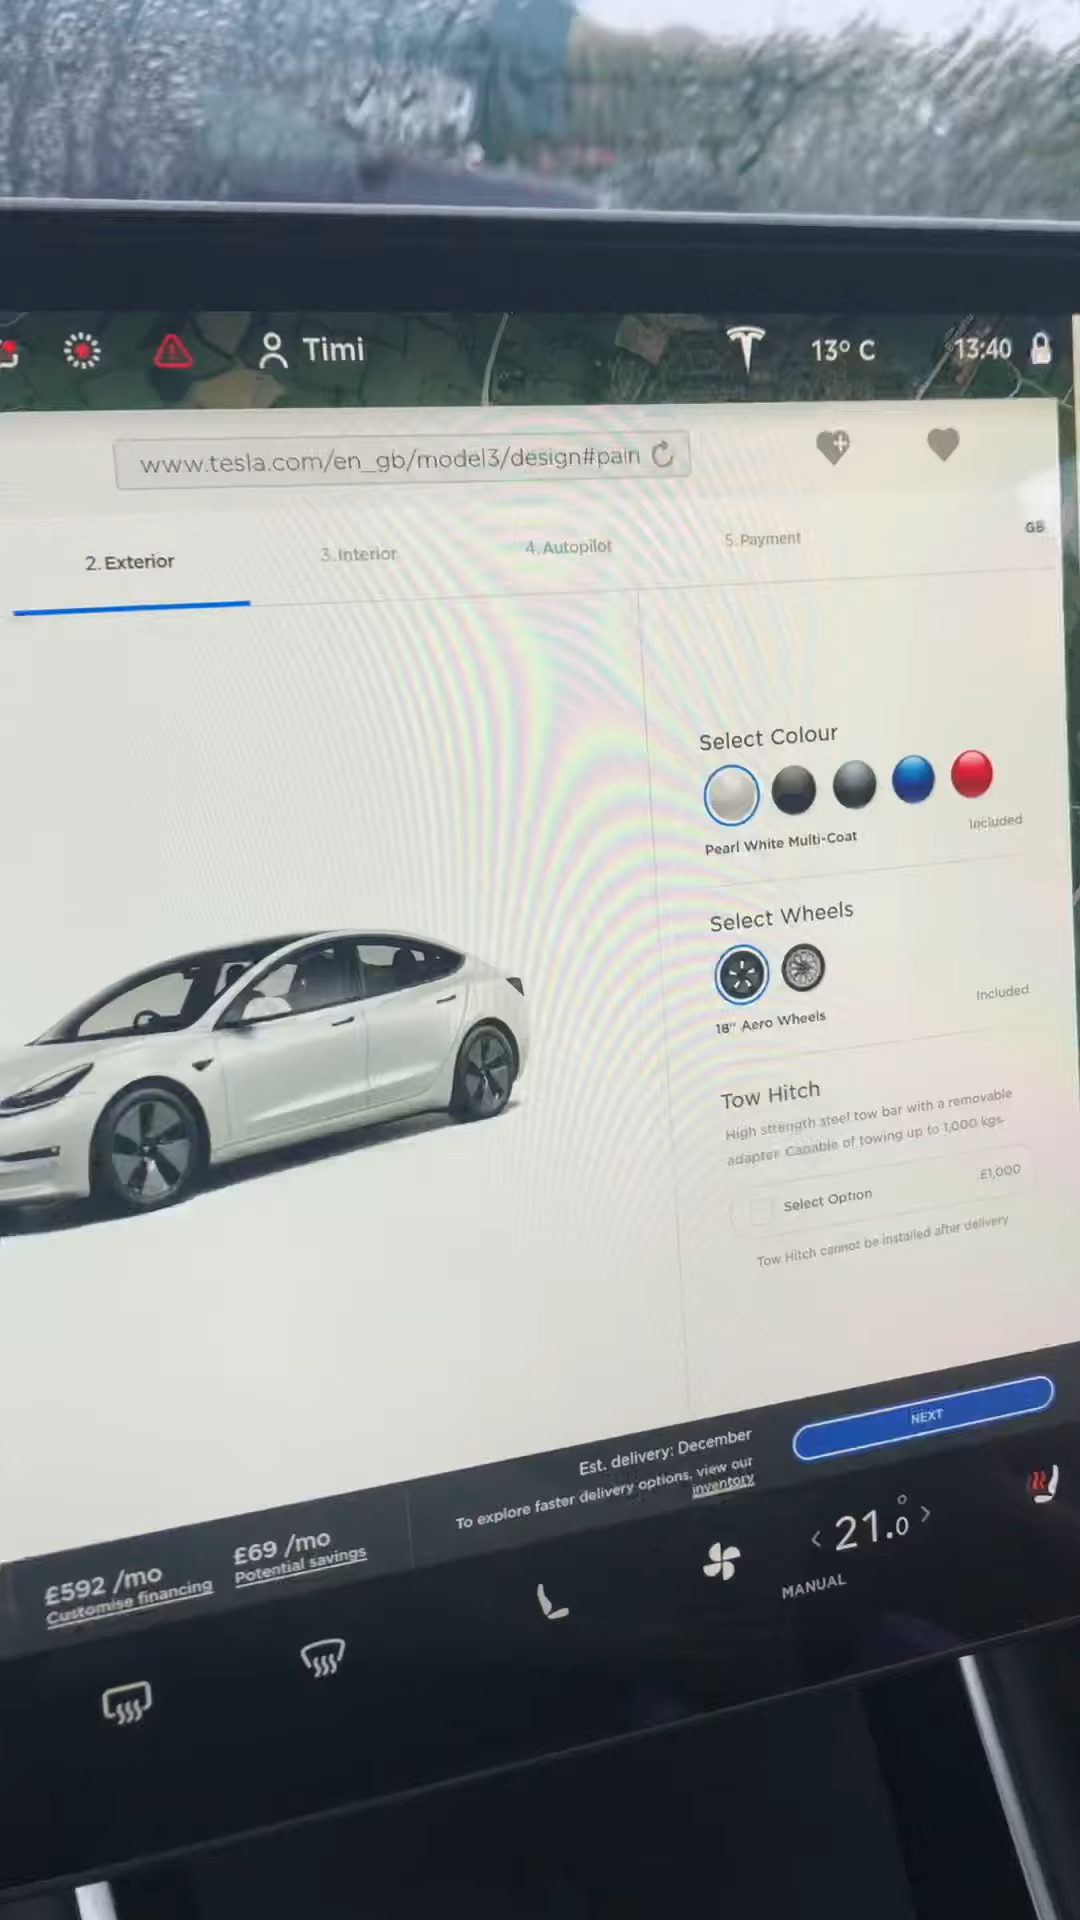 Timi
13° C
13:40
www.tesla.com/en_gb/model3/design#pain
2. Exterior
3. Interior
4. Autopilot
5. Payment
GB
Select Colour
Pearl White Multi-Coat
Included
Select Wheels
18" Aero Wheels
Included
Tow Hitch
High strength steel tow bar with a removable
adapter. Capable of towing up to 1,000 kgs.
Select Option
£1,000
Tow Hitch cannot be installed after delivery
£592 /mo
Customise financing
£69 /mo
Potential savings
Est. delivery: December
To explore faster delivery options, view our
inventory
NEXT
< 21.0° >
MANUAL